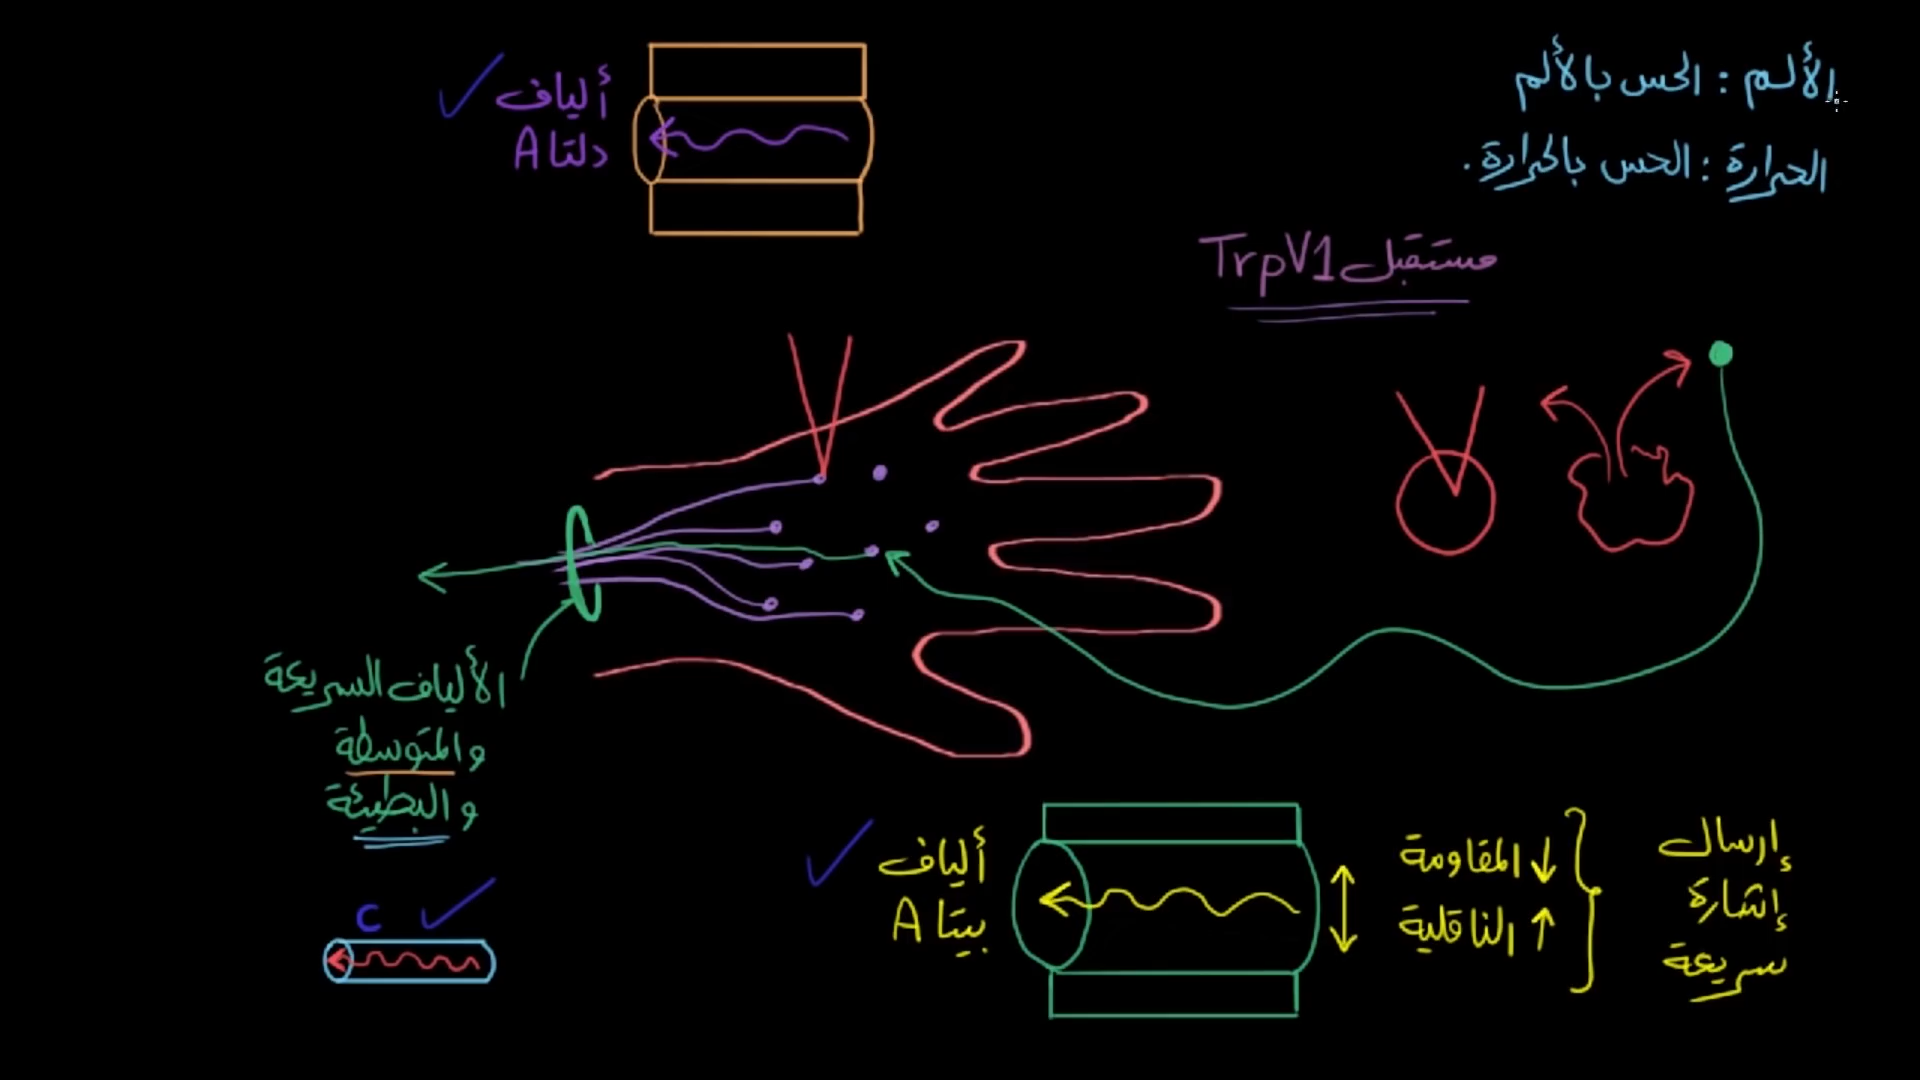 الألم : الحس بالألم
الحرارة : الحس بالحرارة .
ألياف
دلتا A
مستقبل TrpV1
الألياف السريعة
والمتوسطة
والبطيئة
C
ألياف
بيتا A
↓ المقاومة
↑ الناقلية
إرسال
إشارة
سريعة